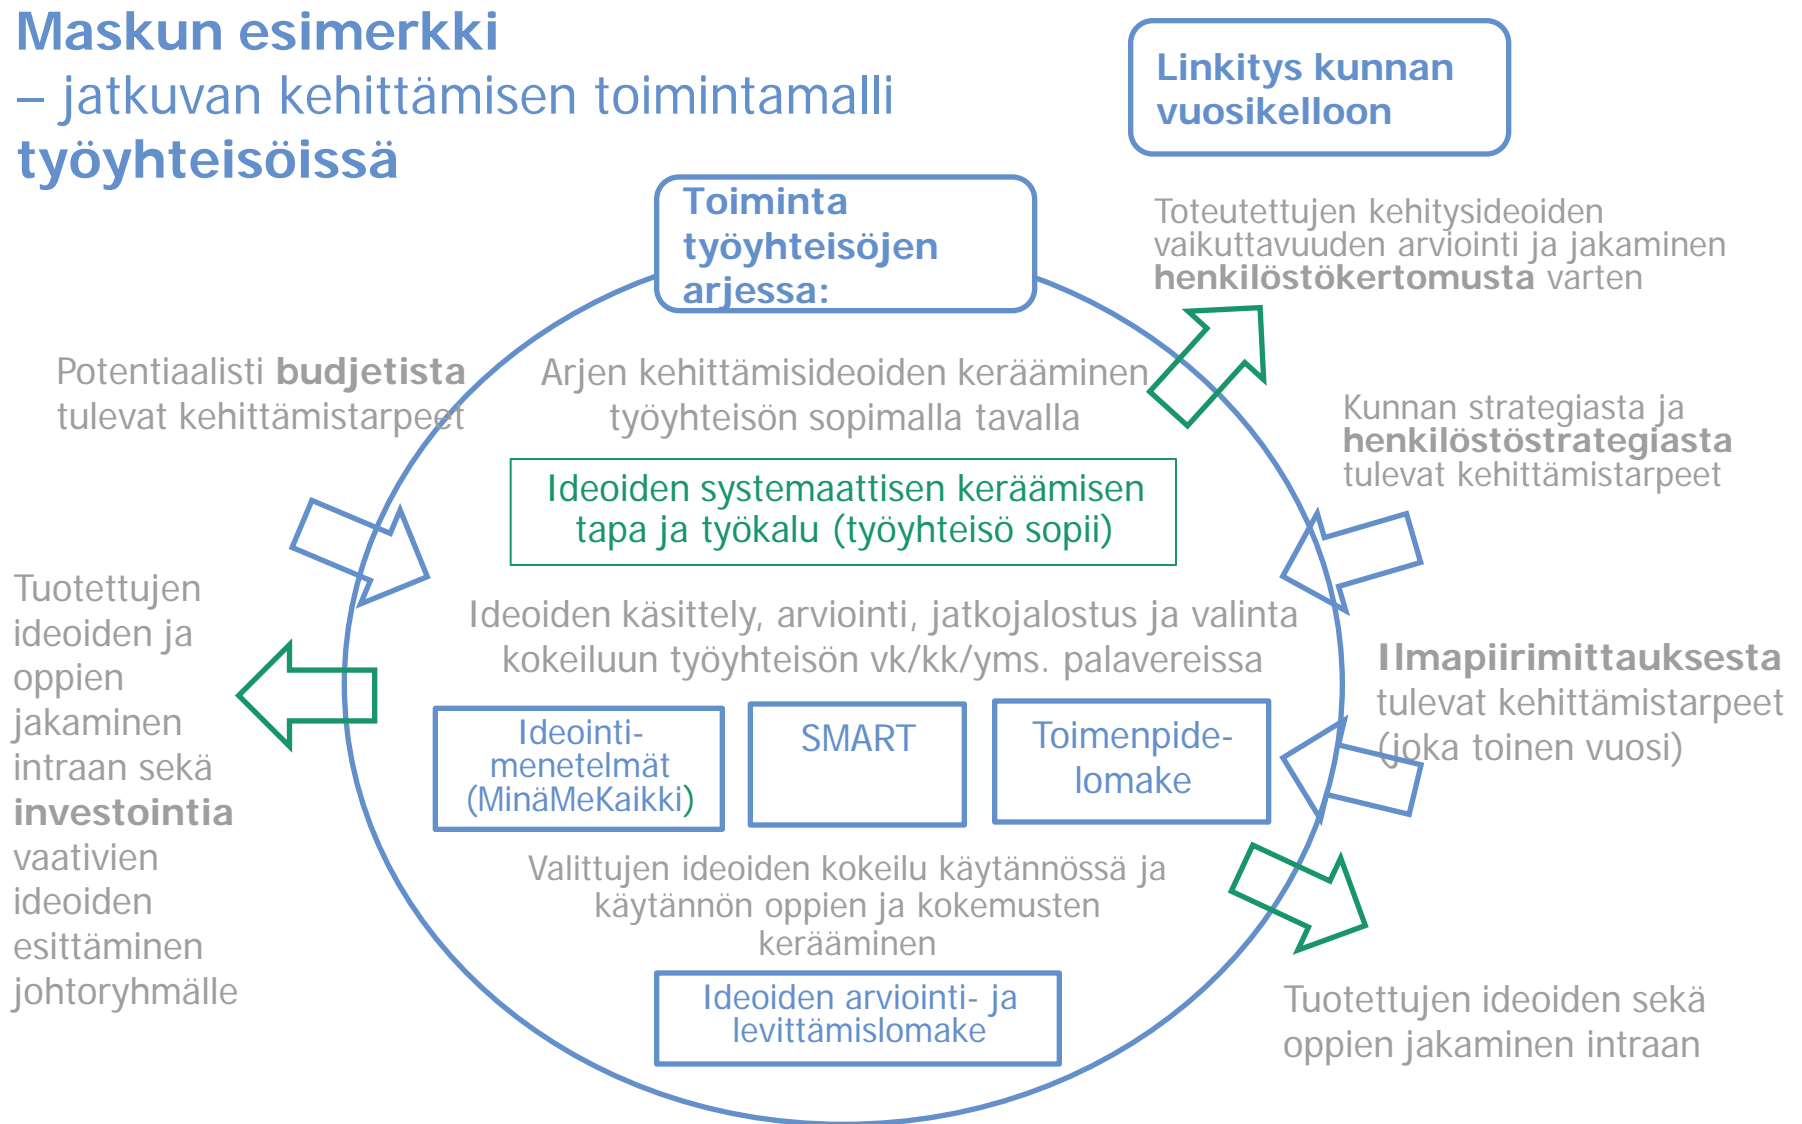 Maskun esimerkki
– jatkuvan kehittämisen toimintamalli
työyhteisöissä
Linkitys kunnan
vuosikelloon
Toiminta
työyhteisöjen
arjessa:
Toteutettujen kehitysideoiden
vaikuttavuuden arviointi ja jakaminen
henkilöstökertomusta varten
Potentiaalisti budjetista
tulevat kehittämistarpeet
Arjen kehittämisideoiden kerääminen
työyhteisön sopimalla tavalla
Kunnan strategiasta ja
henkilöstöstrategiasta
tulevat kehittämistarpeet
Ideoiden systemaattisen keräämisen
tapa ja työkalu (työyhteisö sopii)
Tuotettujen
ideoiden ja
oppien
jakaminen
intraan sekä
investointia
vaativien
ideoiden
esittäminen
johtoryhmälle
Ideoiden käsittely, arviointi, jatkojalostus ja valinta
kokeiluun työyhteisön vk/kk/yms. palavereissa
Ilmapiirimittauksesta
tulevat kehittämistarpeet
(joka toinen vuosi)
Ideointi-
menetelmät
(MinäMeKaikki)
SMART
Toimenpide-
lomake
Valittujen ideoiden kokeilu käytännössä ja
käytännön oppien ja kokemusten
kerääminen
Ideoiden arviointi- ja
levittämislomake
Tuotettujen ideoiden sekä
oppien jakaminen intraan